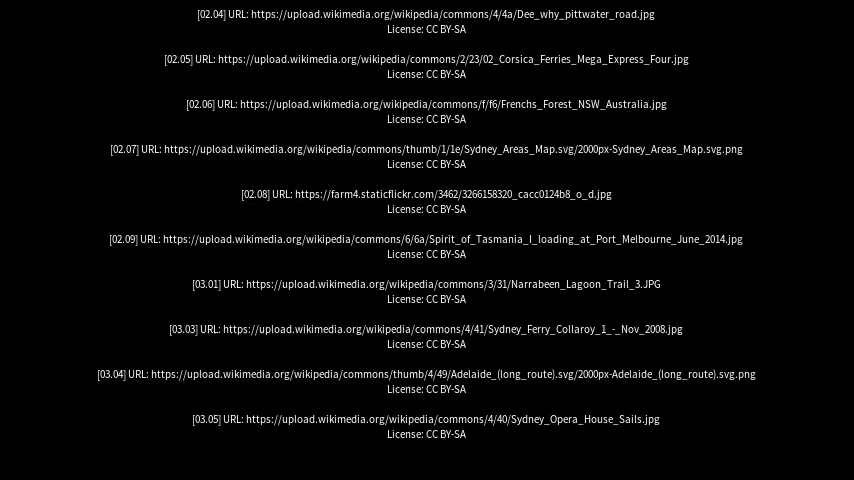 [02.04] URL: https://upload.wikimedia.org/wikipedia/commons/4/4a/Dee_why_pittwater_road.jpg
License: CC BY-SA
[02.05] URL: https://upload.wikimedia.org/wikipedia/commons/2/23/02_Corsica_Ferries_Mega_Express_Four.jpg
License: CC BY-SA
[02.06] URL: https://upload.wikimedia.org/wikipedia/commons/f/f6/Frenchs_Forest_NSW_Australia.jpg
License: CC BY-SA
[02.07] URL: https://upload.wikimedia.org/wikipedia/commons/thumb/1/1e/Sydney_Areas_Map.svg/2000px-Sydney_Areas_Map.svg.png
License: CC BY-SA
[02.08] URL: https://farm4.staticflickr.com/3462/3266158320_cacc0124b8_o_d.jpg
License: CC BY-SA
[02.09] URL: https://upload.wikimedia.org/wikipedia/commons/6/6a/Spirit_of_Tasmania_I_loading_at_Port_Melbourne_June_2014.jpg
License: CC BY-SA
[03.01] URL: https://upload.wikimedia.org/wikipedia/commons/3/31/Narrabeen_Lagoon_Trail_3.JPG
License: CC BY-SA
[03.03] URL: https://upload.wikimedia.org/wikipedia/commons/4/41/Sydney_Ferry_Collaroy_1_-_Nov_2008.jpg
License: CC BY-SA
[03.04] URL: https://upload.wikimedia.org/wikipedia/commons/thumb/4/49/Adelaide_(long_route).svg/2000px-Adelaide_(long_route).svg.png
License: CC BY-SA
[03.05] URL: https://upload.wikimedia.org/wikipedia/commons/4/40/Sydney_Opera_House_Sails.jpg
License: CC BY-SA